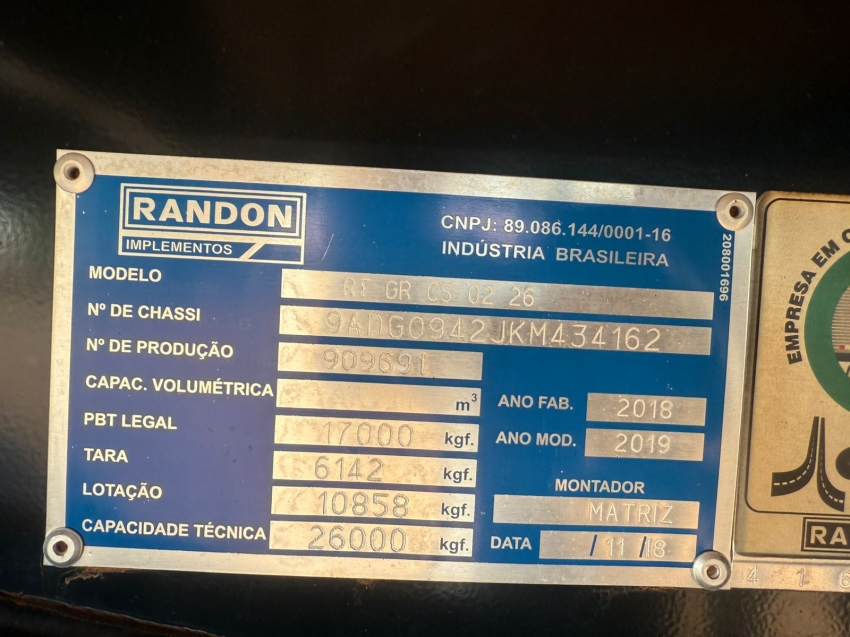 RANDON
IMPLEMENTOS
CNPJ: 89.086.144/0001-16
INDÚSTRIA BRASILEIRA
208001696
MODELO RE GR CS 02 26
Nº DE CHASSI 9ADG0942JKM434162
Nº DE PRODUÇÃO 909691
CAPAC. VOLUMÉTRICA m³
ANO FAB. 2018
PBT LEGAL 17000 kgf.
ANO MOD. 2019
TARA 6142 kgf.
MONTADOR
LOTAÇÃO 10858 kgf.
MATRIZ
CAPACIDADE TÉCNICA 26000 kgf.
DATA / 11 /18
EMPRESA EM
RA
4 1 6